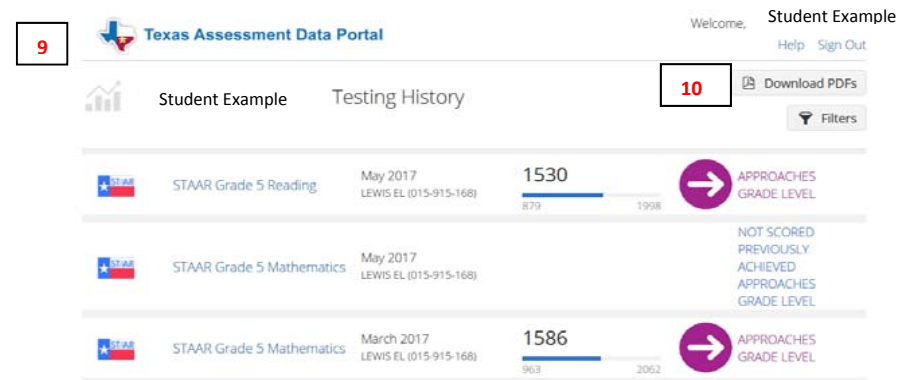 Student Example
Welcome,
9
Texas Assessment Data Portal
Help Sign Out
10
Download PDFs
Student Example Testing History
Filters
STAAR
STAAR Grade 5 Reading
May 2017
LEWIS EL (015-915-168)
1530
879 1998
APPROACHES
GRADE LEVEL
STAAR
STAAR Grade 5 Mathematics
May 2017
LEWIS EL (015-915-168)
NOT SCORED
PREVIOUSLY
ACHIEVED
APPROACHES
GRADE LEVEL
STAAR
STAAR Grade 5 Mathematics
March 2017
LEWIS EL (015-915-168)
1586
963 2062
APPROACHES
GRADE LEVEL